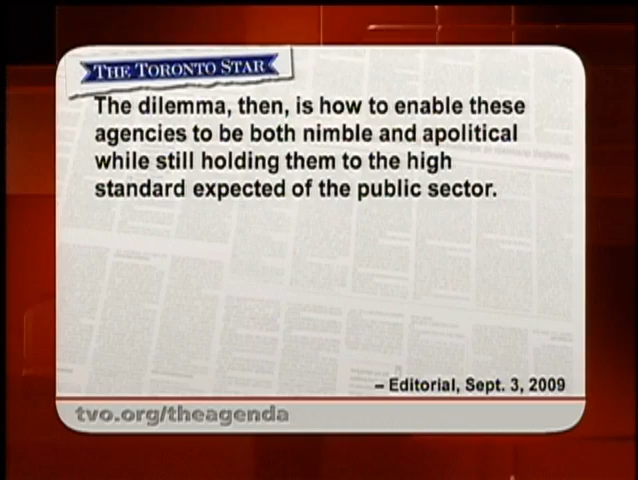 THE TORONTO STAR
The dilemma, then, is how to enable these
agencies to be both nimble and apolitical
while still holding them to the high
standard expected of the public sector.
– Editorial, Sept. 3, 2009
tvo.org/theagenda